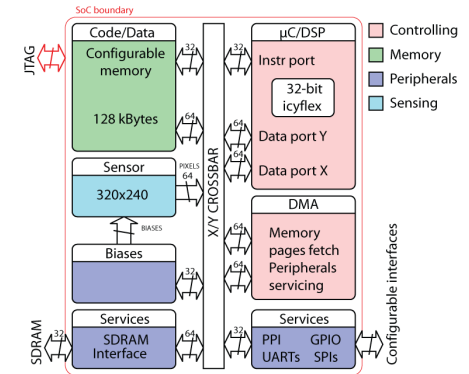 SoC boundary
Code/Data
Configurable
memory
128 kBytes
JTAG
32
64
Sensor
320x240
PIXELS
64
BIASES
Biases
32
Services
SDRAM
Interface
SDRAM
32
64
X/Y CROSSBAR
µC/DSP
Instr port
32-bit
icyflex
Data port Y
Data port X
32
64
64
DMA
Memory
pages fetch
Peripherals
servicing
64
64
Services
PPI GPIO
UARTs SPIs
32
Configurable interfaces
Controlling
Memory
Peripherals
Sensing